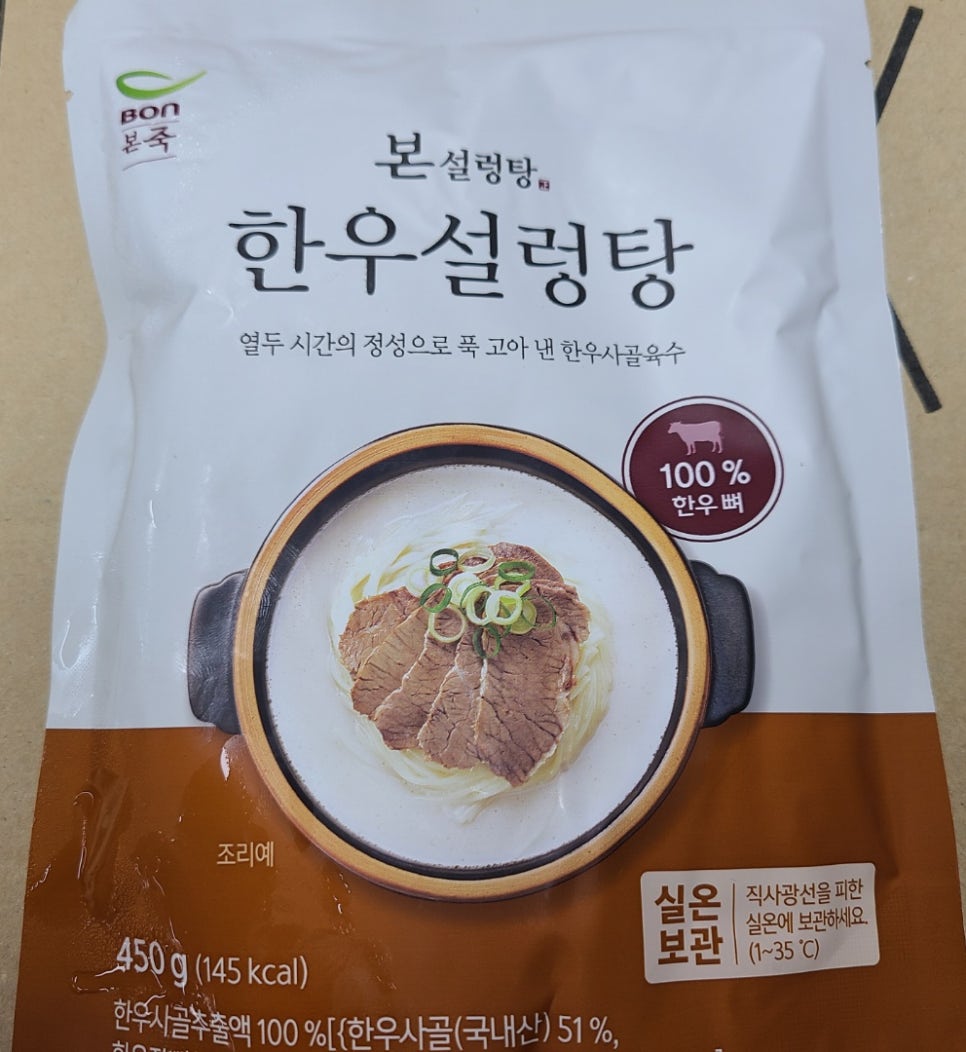 BON
본죽
본설렁탕
한우설렁탕
열두 시간의 정성으로 푹 고아 낸 한우사골육수
100 %
한우 뼈
조리예
실온
보관
직사광선을 피한
실온에 보관하세요.
(1~35 ℃)
450 g (145 kcal)
한우사골추출액 100 %[{한우사골(국내산) 51 %,